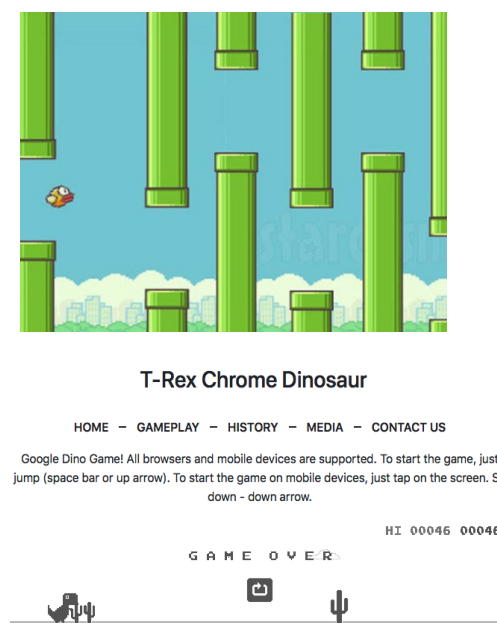 T-Rex Chrome Dinosaur
HOME – GAMEPLAY – HISTORY – MEDIA – CONTACT US
Google Dino Game! All browsers and mobile devices are supported. To start the game, just
jump (space bar or up arrow). To start the game on mobile devices, just tap on the screen. S
down - down arrow.
HI 00046 00046
GAME OVER